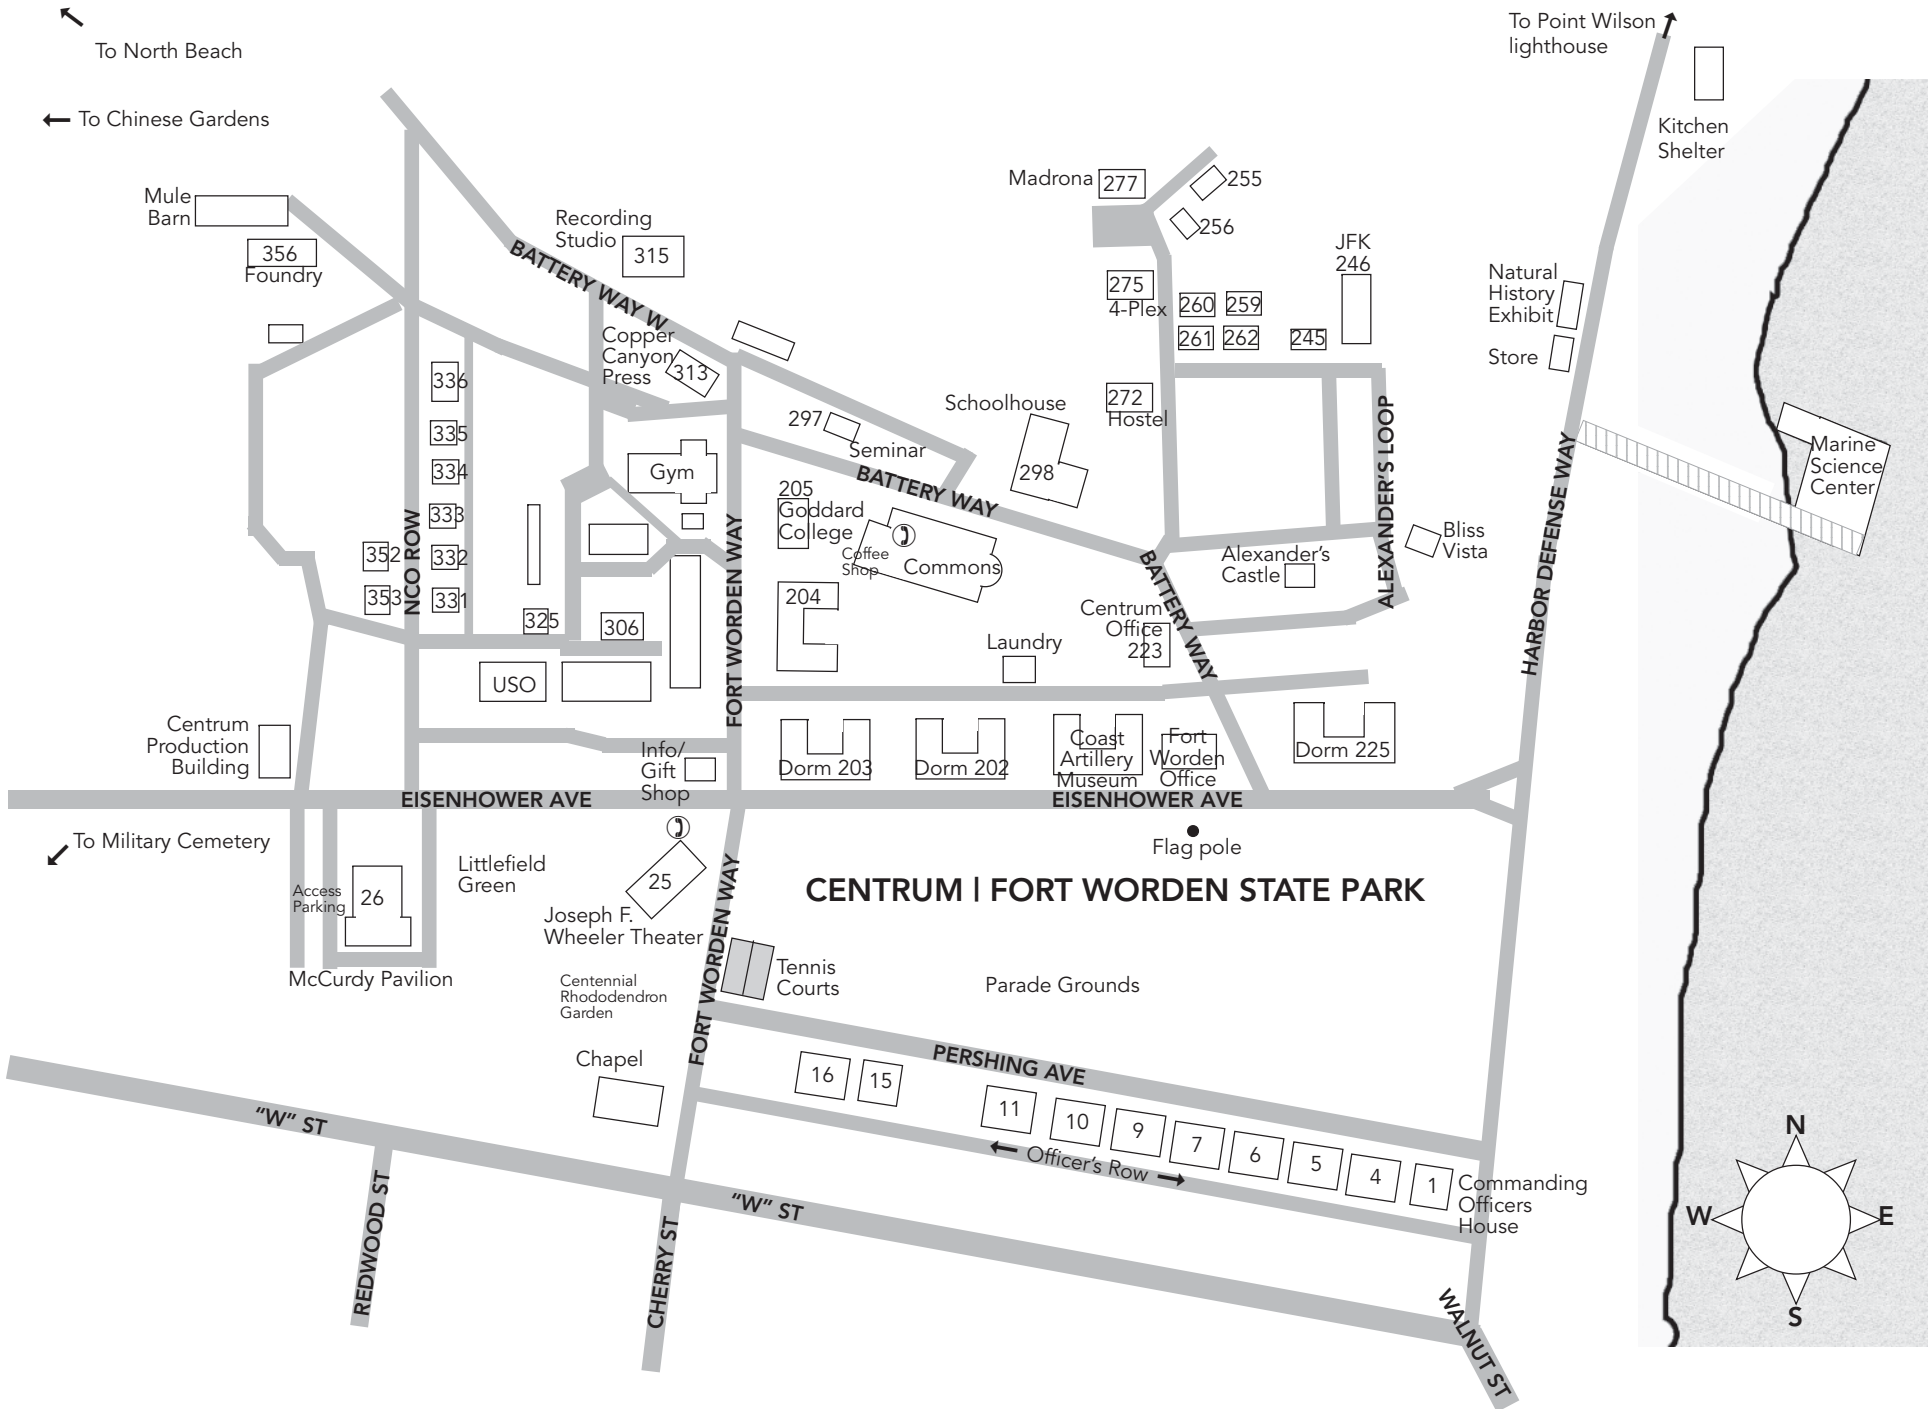 To North Beach
To Chinese Gardens
To Point Wilson
lighthouse
Kitchen
Shelter
Mule
Barn
356
Foundry
Recording
Studio
315
BATTERY WAY W
Copper
Canyon
Press
313
Madrona
277
255
256
JFK
246
275
4-Plex
260
259
261
262
245
Natural
History
Exhibit
Store
272
Hostel
Schoolhouse
298
297
Seminar
BATTERY WAY
Gym
205
Goddard
College
Coffee
Shop
Commons
204
336
335
334
333
332
331
352
353
NCO ROW
325
306
USO
FORT WORDEN WAY
Laundry
Centrum
Office
223
BATTERY WAY
Alexander's
Castle
ALEXANDER'S LOOP
Bliss
Vista
HARBOR DEFENSE WAY
Marine
Science
Center
Centrum
Production
Building
Info/
Gift
Shop
Dorm 203
Dorm 202
Coast
Artillery
Museum
Fort
Worden
Office
Dorm 225
EISENHOWER AVE
EISENHOWER AVE
To Military Cemetery
Flag pole
Littlefield
Green
Access
Parking
26
McCurdy Pavilion
25
Joseph F.
Wheeler Theater
CENTRUM | FORT WORDEN STATE PARK
FORT WORDEN WAY
Tennis
Courts
Parade Grounds
Centennial
Rhododendron
Garden
Chapel
PERSHING AVE
16
15
11
10
9
7
6
5
4
1
Officer's Row
Commanding
Officers
House
"W" ST
"W" ST
REDWOOD ST
CHERRY ST
WALNUT ST
N
W
E
S